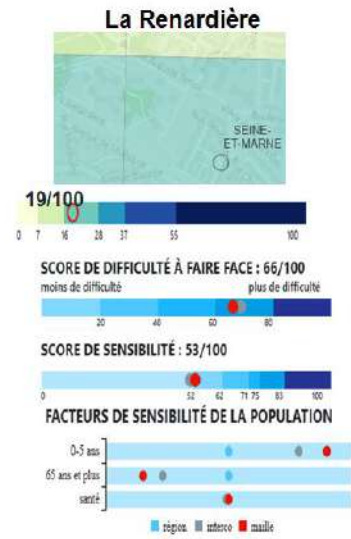 La Renardière
SEINE-
ET-MARNE
19/100
0 7 16 28 37 55 100
SCORE DE DIFFICULTÉ À FAIRE FACE : 66/100
moins de difficulté plus de difficulté
20 40 60 80
SCORE DE SENSIBILITÉ : 53/100
0 52 62 71 75 83 100
FACTEURS DE SENSIBILITÉ DE LA POPULATION
0-5 ans
65 ans et plus
santé
région interco maille